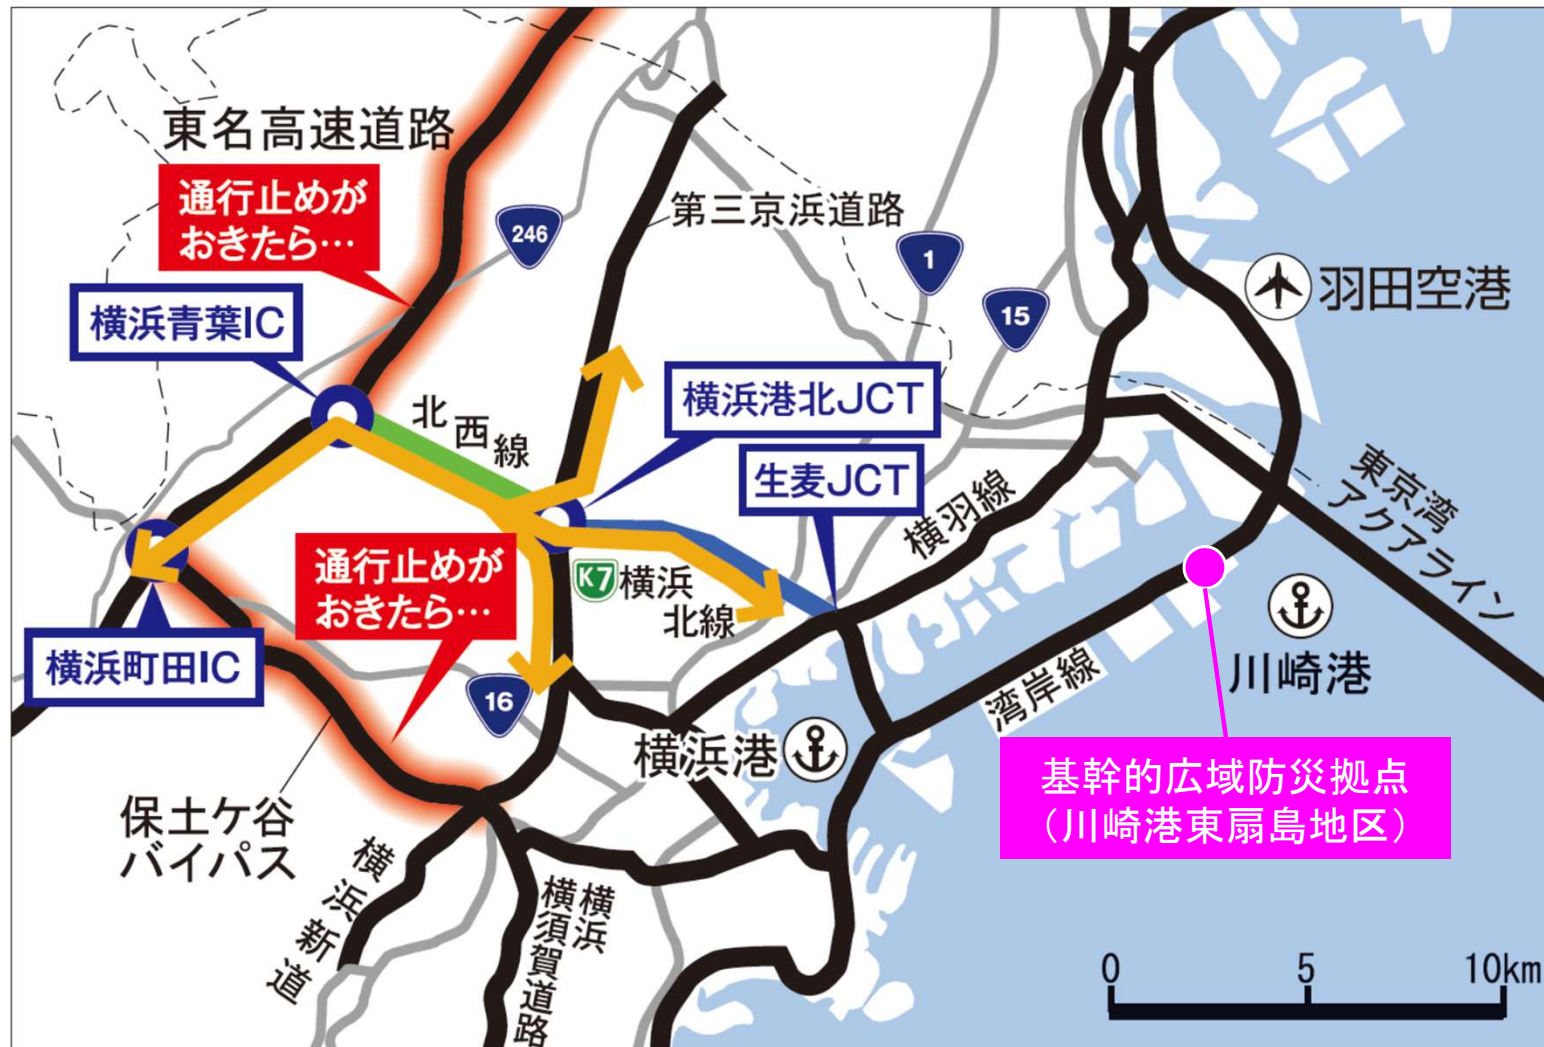 東名高速道路
通行止めが
おきたら…
246
第三京浜道路
1
15
羽田空港
横浜青葉IC
北西線
横浜港北JCT
生麦JCT
横羽線
東京湾
アクアライン
通行止めが
おきたら…
K7
横浜
北線
横浜町田IC
16
川崎港
湾岸線
横浜港
基幹的広域防災拠点
（川崎港東扇島地区）
保土ケ谷
バイパス
横浜新道
横浜
横須賀道路
0 5 10km